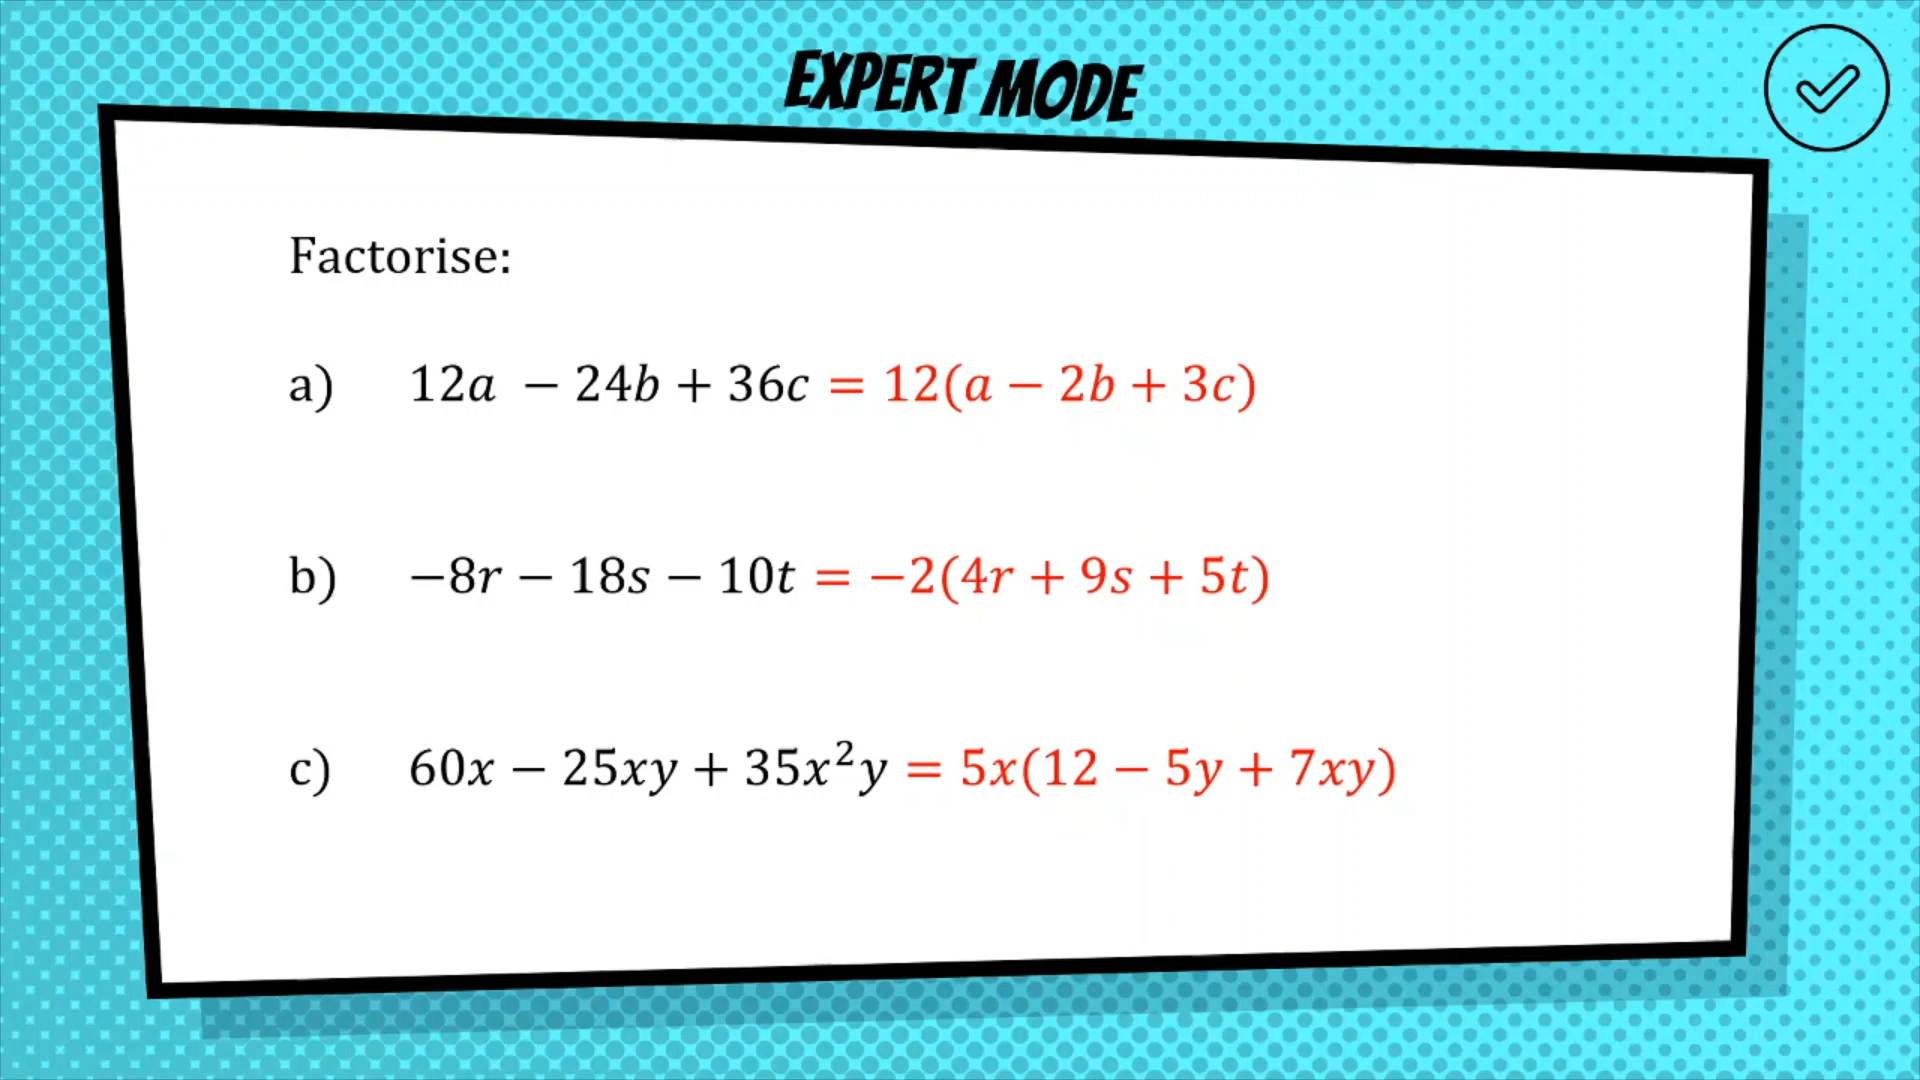 EXPERT MODE
Factorise:
a) 12a − 24b + 36c = 12(a − 2b + 3c)
b) −8r − 18s − 10t = −2(4r + 9s + 5t)
c) 60x − 25xy + 35x²y = 5x(12 − 5y + 7xy)